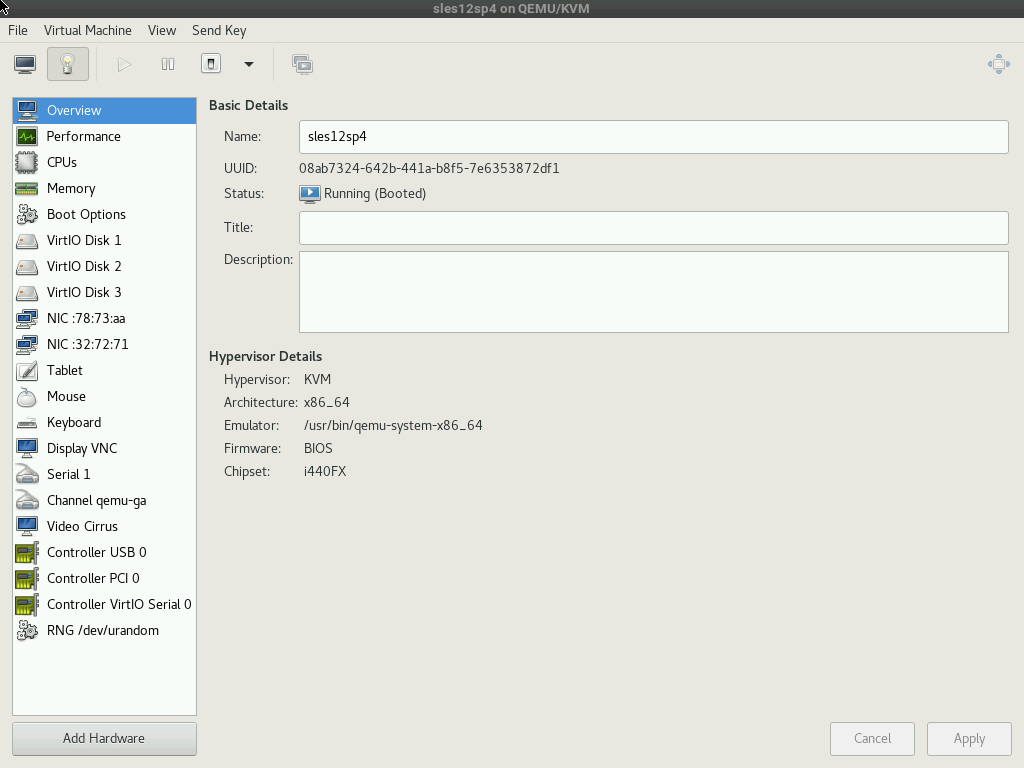 sles12sp4 on QEMU/KVM
File Virtual Machine View Send Key
Overview
Performance
CPUs
Memory
Boot Options
VirtIO Disk 1
VirtIO Disk 2
VirtIO Disk 3
NIC :78:73:aa
NIC :32:72:71
Tablet
Mouse
Keyboard
Display VNC
Serial 1
Channel qemu-ga
Video Cirrus
Controller USB 0
Controller PCI 0
Controller VirtIO Serial 0
RNG /dev/urandom
Add Hardware
Basic Details
Name: sles12sp4
UUID: 08ab7324-642b-441a-b8f5-7e6353872df1
Status: Running (Booted)
Title:
Description:
Hypervisor Details
Hypervisor: KVM
Architecture: x86_64
Emulator: /usr/bin/qemu-system-x86_64
Firmware: BIOS
Chipset: i440FX
Cancel Apply